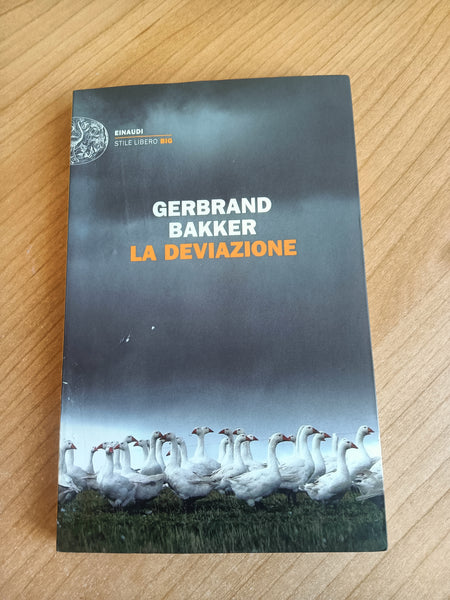 EINAUDI
STILE LIBERO BIG
GERBRAND
BAKKER
LA DEVIAZIONE